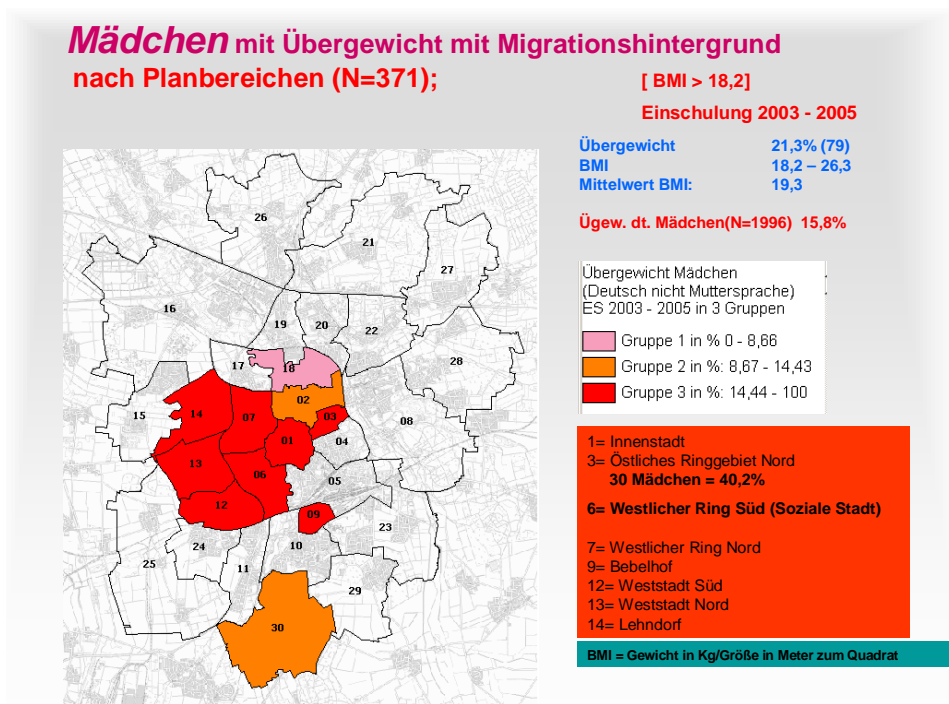 Mädchen mit Übergewicht mit Migrationshintergrund
nach Planbereichen (N=371);
[ BMI > 18,2]
Einschulung 2003 - 2005
Übergewicht 21,3% (79)
BMI 18,2 – 26,3
Mittelwert BMI: 19,3
Ügew. dt. Mädchen(N=1996) 15,8%
Übergewicht Mädchen
(Deutsch nicht Muttersprache)
ES 2003 - 2005 in 3 Gruppen
Gruppe 1 in % 0 - 8,66
Gruppe 2 in %: 8,67 - 14,43
Gruppe 3 in %: 14,44 - 100
1= Innenstadt
3= Östliches Ringgebiet Nord
30 Mädchen = 40,2%
6= Westlicher Ring Süd (Soziale Stadt)
7= Westlicher Ring Nord
9= Bebelhof
12= Weststadt Süd
13= Weststadt Nord
14= Lehndorf
BMI = Gewicht in Kg/Größe in Meter zum Quadrat
26
21
27
16
19
20
22
28
17
18
02
15
14
07
03
08
01
04
13
06
05
12
09
23
24
10
25
11
29
30